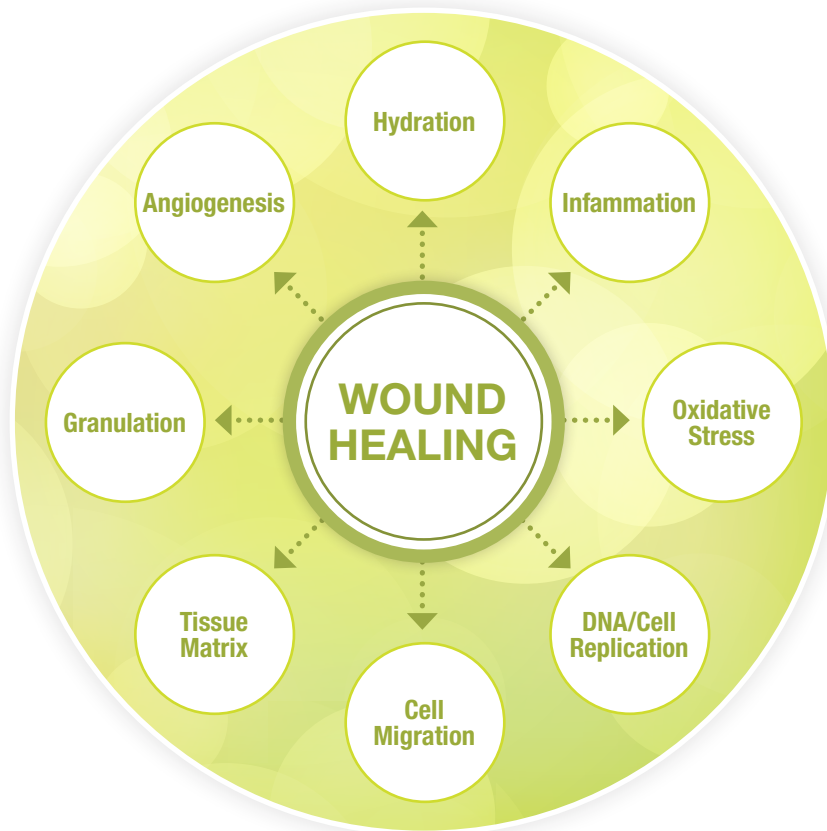 Hydration
Infammation
Oxidative
Stress
DNA/Cell
Replication
Cell
Migration
Tissue
Matrix
Granulation
Angiogenesis
WOUND
HEALING